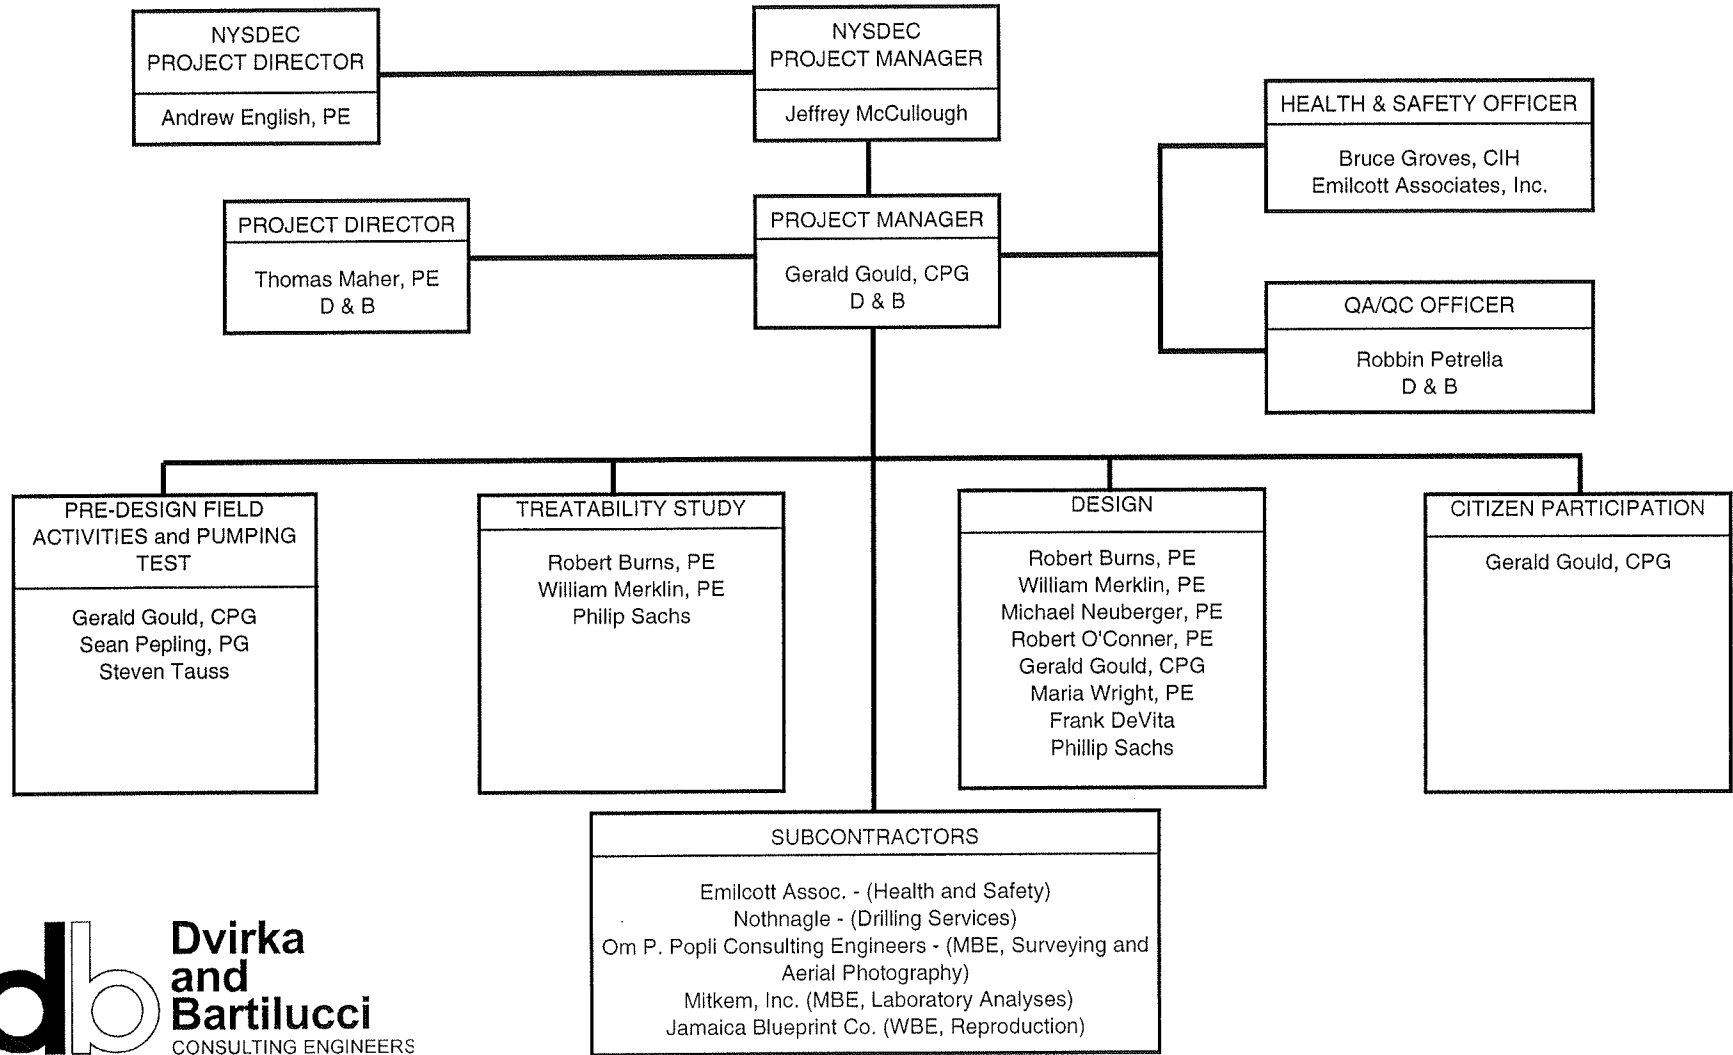 NYSDEC
PROJECT DIRECTOR
Andrew English, PE
NYSDEC
PROJECT MANAGER
Jeffrey McCullough
HEALTH & SAFETY OFFICER
Bruce Groves, CIH
Emilcott Associates, Inc.
PROJECT DIRECTOR
Thomas Maher, PE
D & B
PROJECT MANAGER
Gerald Gould, CPG
D & B
QA/QC OFFICER
Robbin Petrella
D & B
PRE-DESIGN FIELD
ACTIVITIES and PUMPING
TEST
Gerald Gould, CPG
Sean Pepling, PG
Steven Tauss
TREATABILITY STUDY
Robert Burns, PE
William Merklin, PE
Philip Sachs
DESIGN
Robert Burns, PE
William Merklin, PE
Michael Neuberger, PE
Robert O'Conner, PE
Gerald Gould, CPG
Maria Wright, PE
Frank DeVita
Phillip Sachs
CITIZEN PARTICIPATION
Gerald Gould, CPG
SUBCONTRACTORS
Emilcott Assoc. - (Health and Safety)
Nothnagle - (Drilling Services)
Om P. Popli Consulting Engineers - (MBE, Surveying and
Aerial Photography)
Mitkem, Inc. (MBE, Laboratory Analyses)
Jamaica Blueprint Co. (WBE, Reproduction)
db
Dvirka
and
Bartilucci
CONSULTING ENGINEERS